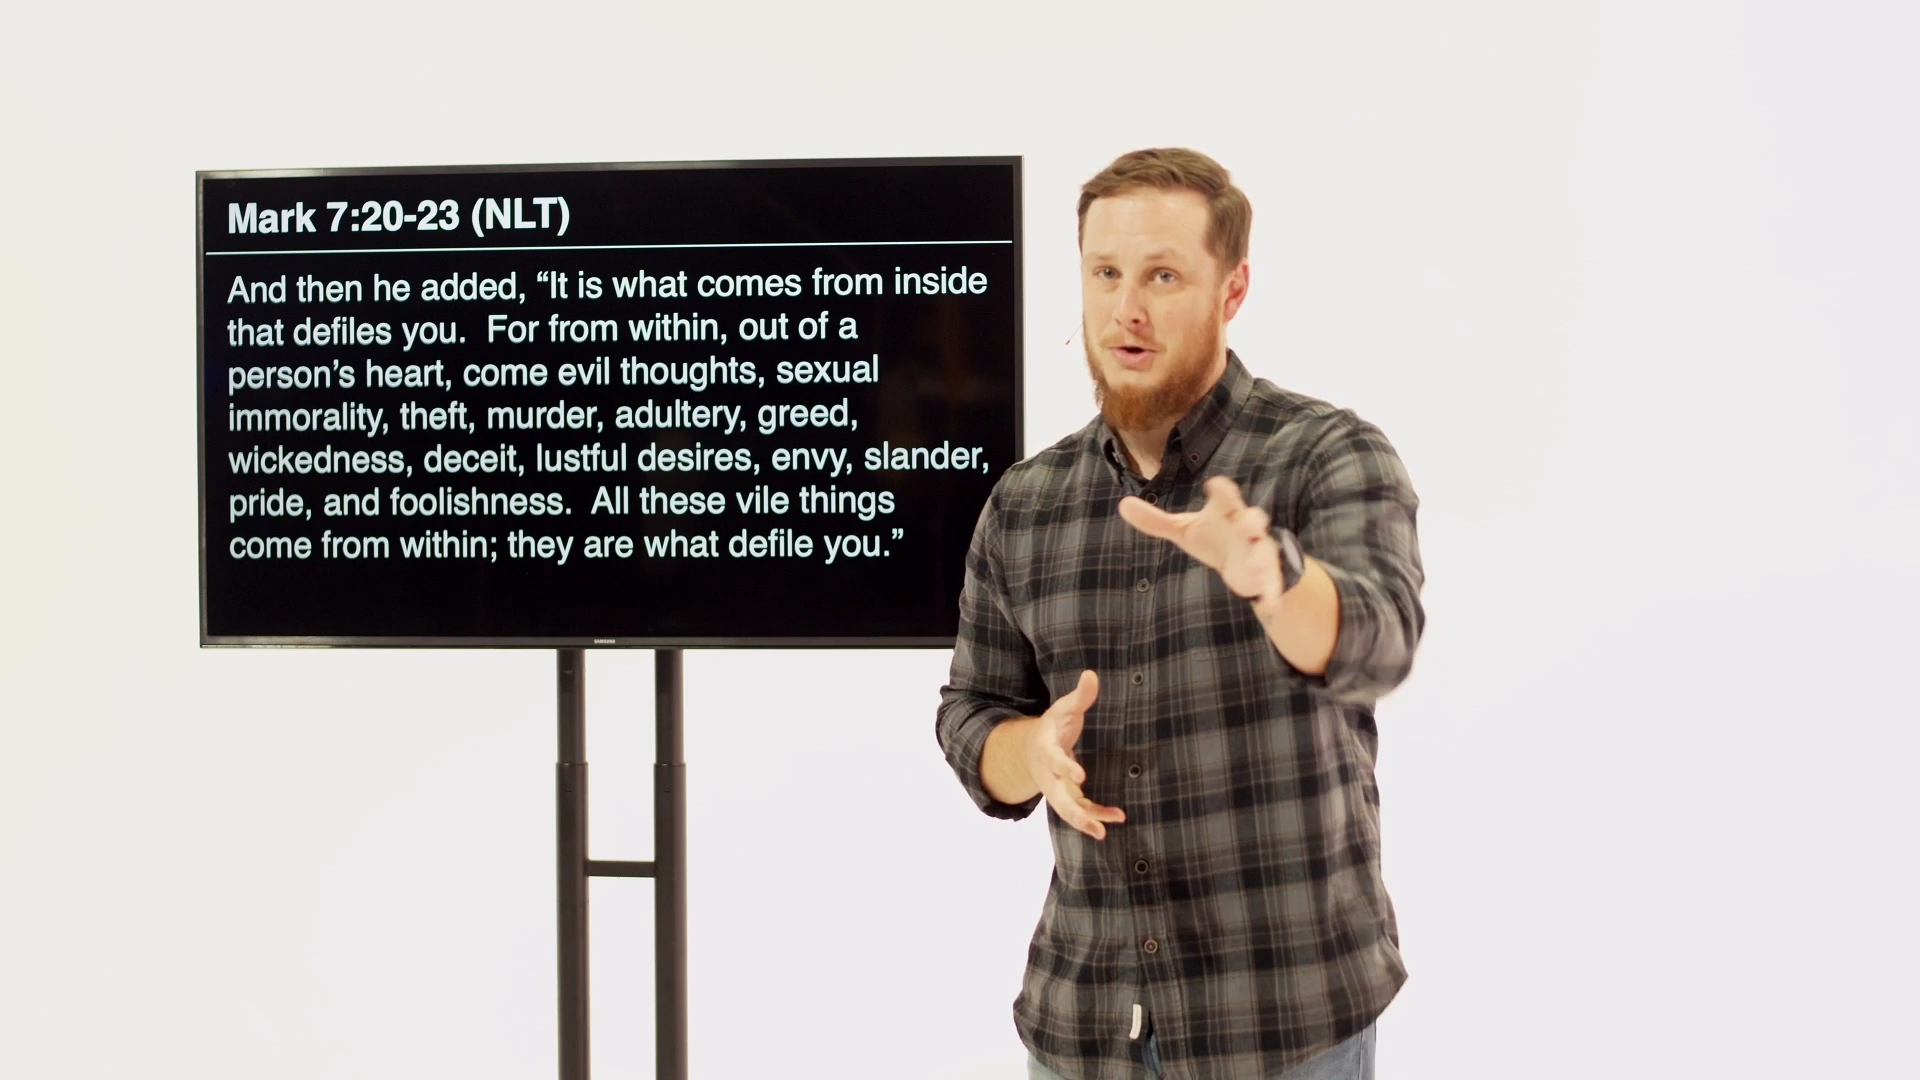 Mark 7:20-23 (NLT)
And then he added, “It is what comes from inside
that defiles you.  For from within, out of a
person’s heart, come evil thoughts, sexual
immorality, theft, murder, adultery, greed,
wickedness, deceit, lustful desires, envy, slander,
pride, and foolishness.  All these vile things
come from within; they are what defile you.”
SAMSUNG